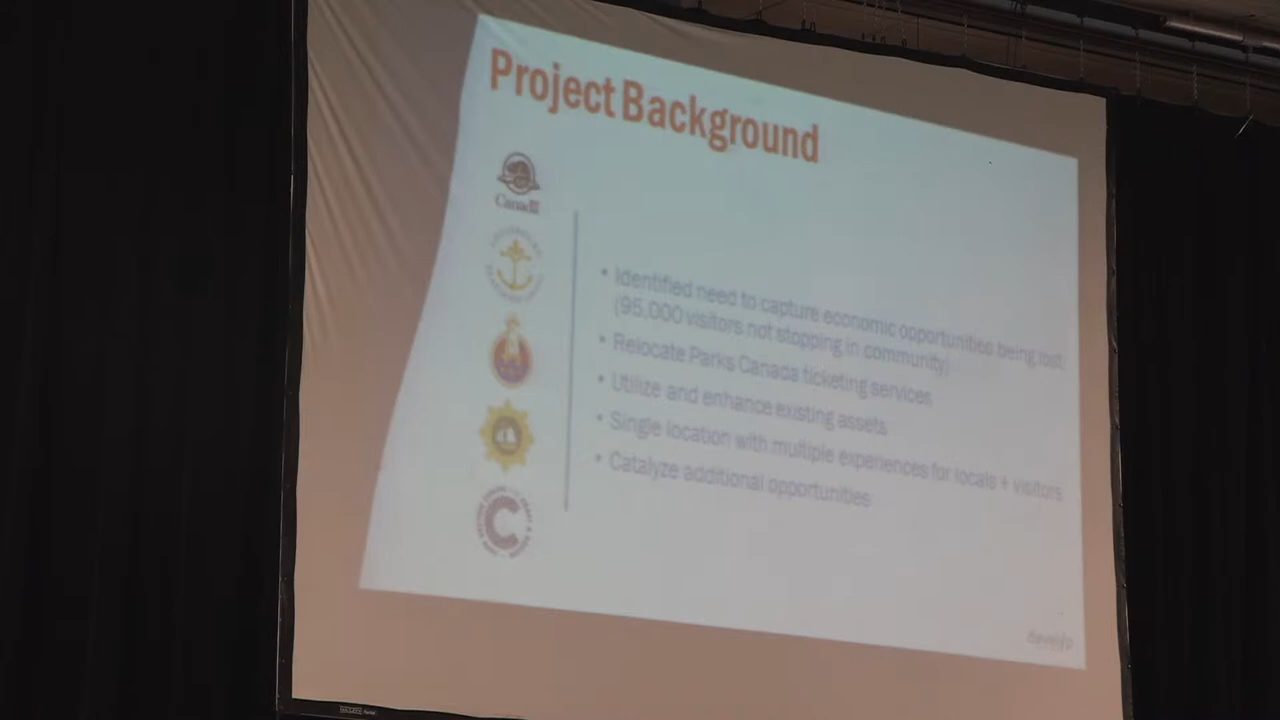 Project Background
Canada
• Identified need to capture economic opportunities being lost
(95,000 visitors not stopping in community)
• Relocate Parks Canada ticketing services
• Utilize and enhance existing assets
• Single location with multiple experiences for locals + visitors
• Catalyze additional opportunities
C